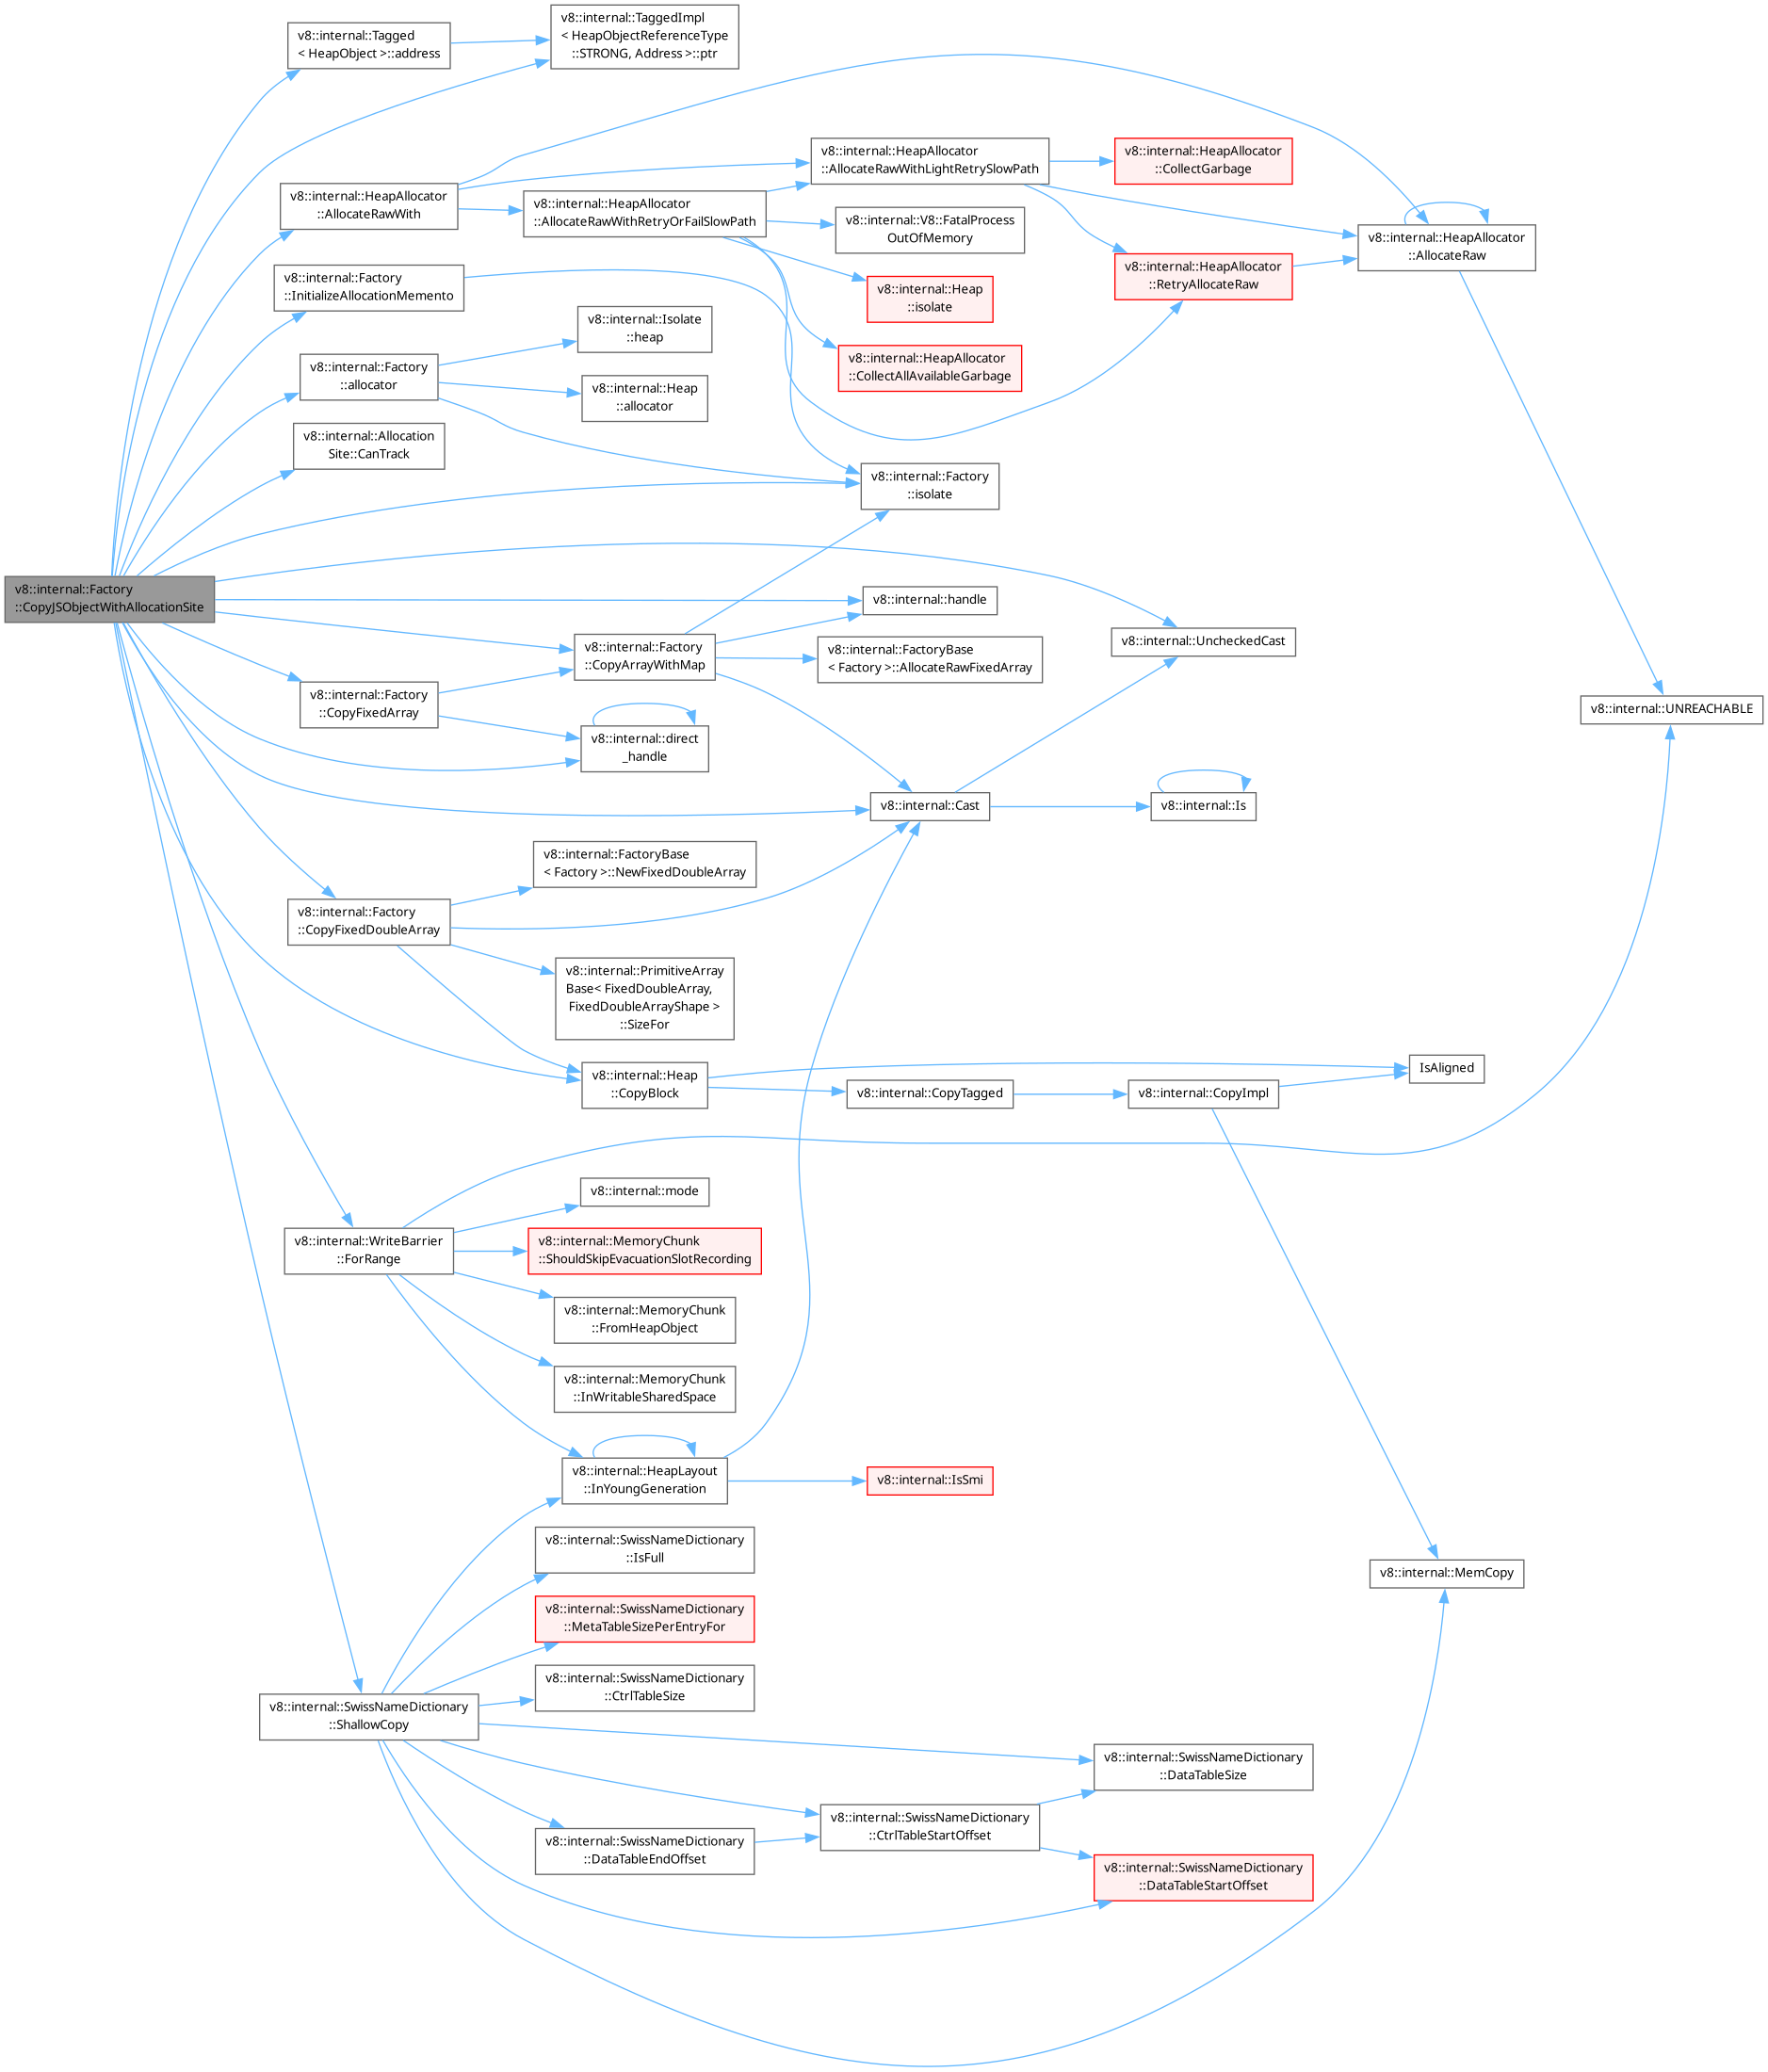 v8::internal::Tagged
< HeapObject >::address
v8::internal::TaggedImpl
< HeapObjectReferenceType
::STRONG, Address >::ptr
v8::internal::HeapAllocator
::AllocateRawWith
v8::internal::HeapAllocator
::AllocateRawWithRetryOrFailSlowPath
v8::internal::HeapAllocator
::AllocateRawWithLightRetrySlowPath
v8::internal::HeapAllocator
::CollectGarbage
v8::internal::V8::FatalProcess
OutOfMemory
v8::internal::HeapAllocator
::AllocateRaw
v8::internal::Factory
::InitializeAllocationMemento
v8::internal::Heap
::isolate
v8::internal::HeapAllocator
::RetryAllocateRaw
v8::internal::Isolate
::heap
v8::internal::Factory
::allocator
v8::internal::Heap
::allocator
v8::internal::HeapAllocator
::CollectAllAvailableGarbage
v8::internal::Allocation
Site::CanTrack
v8::internal::Factory
::isolate
v8::internal::Factory
::CopyJSObjectWithAllocationSite
v8::internal::handle
v8::internal::UncheckedCast
v8::internal::Factory
::CopyArrayWithMap
v8::internal::FactoryBase
< Factory >::AllocateRawFixedArray
v8::internal::Factory
::CopyFixedArray
v8::internal::direct
_handle
v8::internal::UNREACHABLE
v8::internal::Cast
v8::internal::Is
v8::internal::FactoryBase
< Factory >::NewFixedDoubleArray
v8::internal::Factory
::CopyFixedDoubleArray
v8::internal::PrimitiveArray
Base< FixedDoubleArray,
FixedDoubleArrayShape >
::SizeFor
v8::internal::Heap
::CopyBlock
v8::internal::CopyTagged
v8::internal::CopyImpl
IsAligned
v8::internal::mode
v8::internal::WriteBarrier
::ForRange
v8::internal::MemoryChunk
::ShouldSkipEvacuationSlotRecording
v8::internal::MemoryChunk
::FromHeapObject
v8::internal::MemoryChunk
::InWritableSharedSpace
v8::internal::HeapLayout
::InYoungGeneration
v8::internal::IsSmi
v8::internal::SwissNameDictionary
::IsFull
v8::internal::MemCopy
v8::internal::SwissNameDictionary
::MetaTableSizePerEntryFor
v8::internal::SwissNameDictionary
::CtrlTableSize
v8::internal::SwissNameDictionary
::ShallowCopy
v8::internal::SwissNameDictionary
::DataTableSize
v8::internal::SwissNameDictionary
::CtrlTableStartOffset
v8::internal::SwissNameDictionary
::DataTableEndOffset
v8::internal::SwissNameDictionary
::DataTableStartOffset